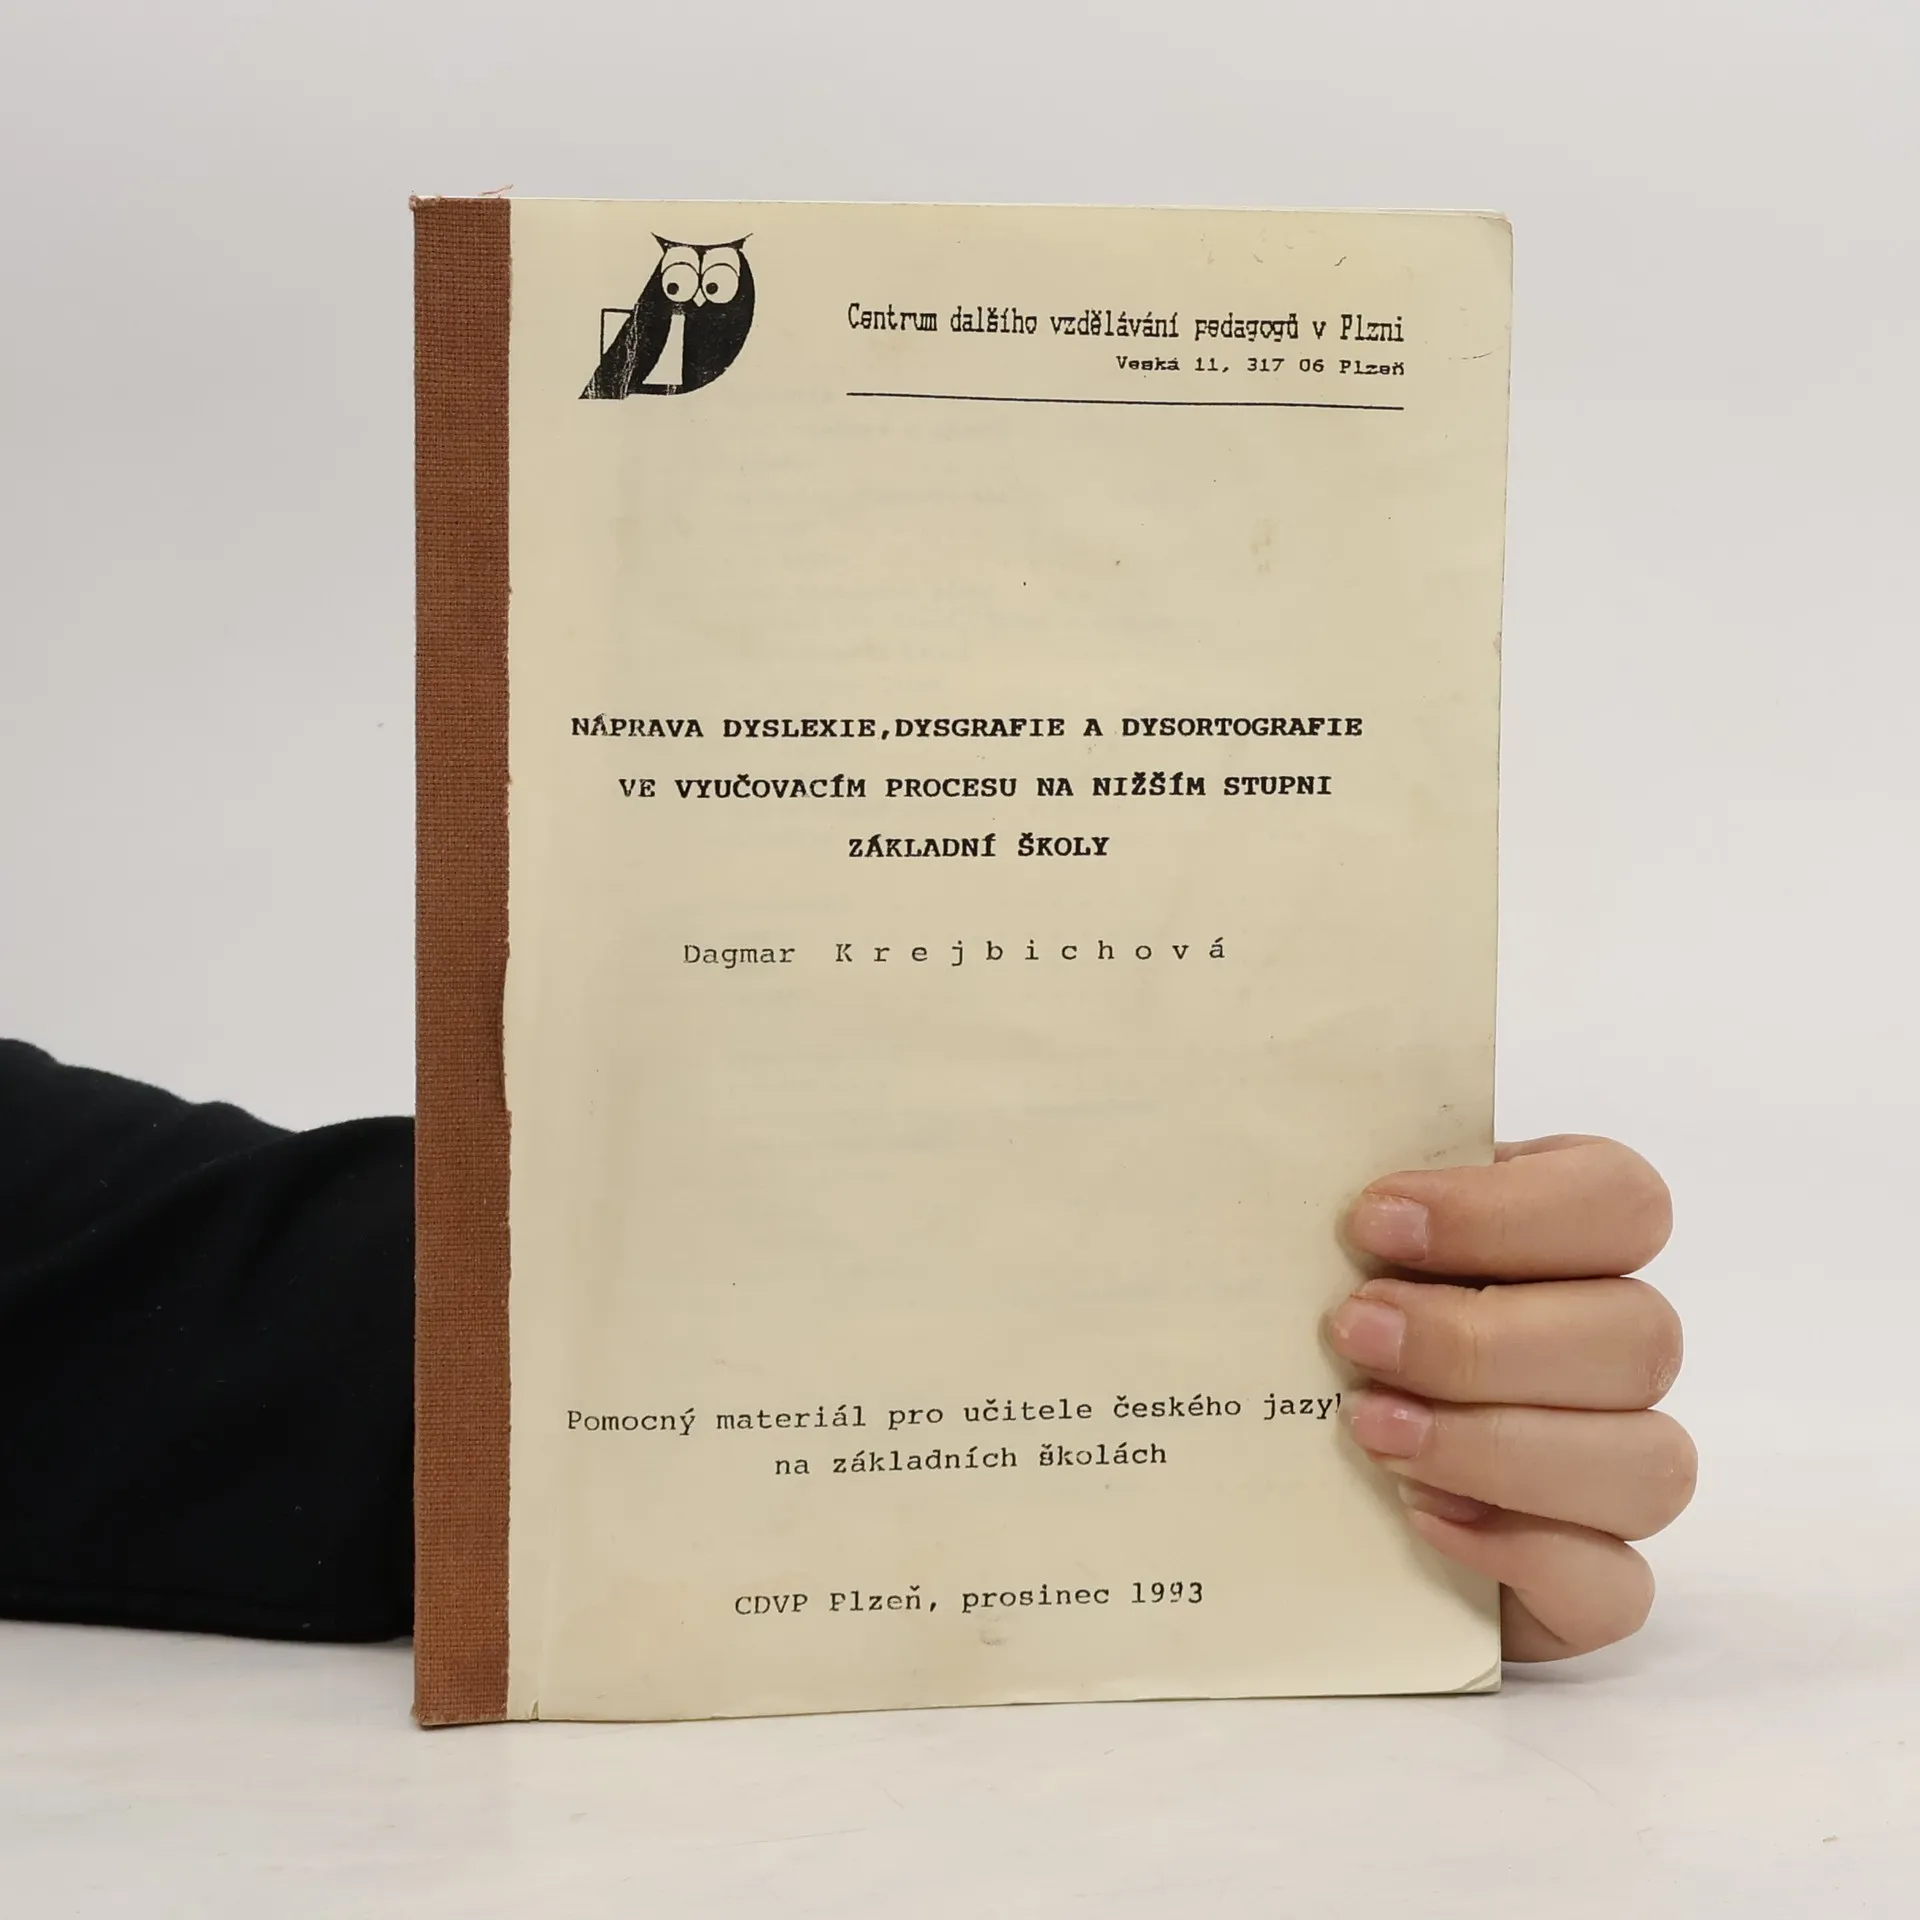 Centrum dalšího vzdělávání pedagogů v Plzni
Veská 11, 317 06 Plzeň
NÁPRAVA DYSLEXIE,DYSGRAFIE A DYSORTOGRAFIE
VE VYUČOVACÍM PROCESU NA NIŽŠÍM STUPNI
ZÁKLADNÍ ŠKOLY
Dagmar K r e j b i c h o v á
Pomocný materiál pro učitele českého
na základních školách
CDVP Plzeň, prosinec 1993